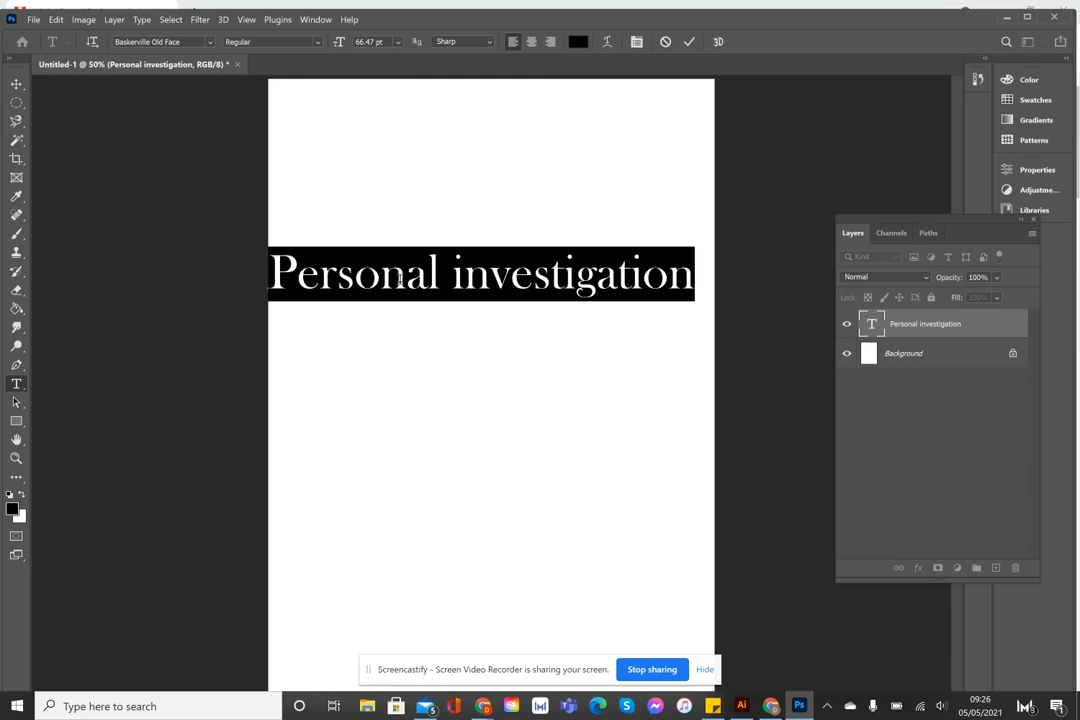 File Edit Image Layer Type Select Filter 3D View Plugins Window Help
Baskerville Old Face Regular 66.47 pt Sharp 3D
Untitled-1 @ 50% (Personal investigation, RGB/8) *
Color
Swatches
Gradients
Patterns
Properties
Adjustme...
Libraries
Personal investigation
Layers Channels Paths
Kind
Normal Opacity: 100%
Lock: Fill: 100%
Personal investigation
Background
Screencastify - Screen Video Recorder is sharing your screen. Stop sharing Hide
Type here to search
09:26
05/05/2021